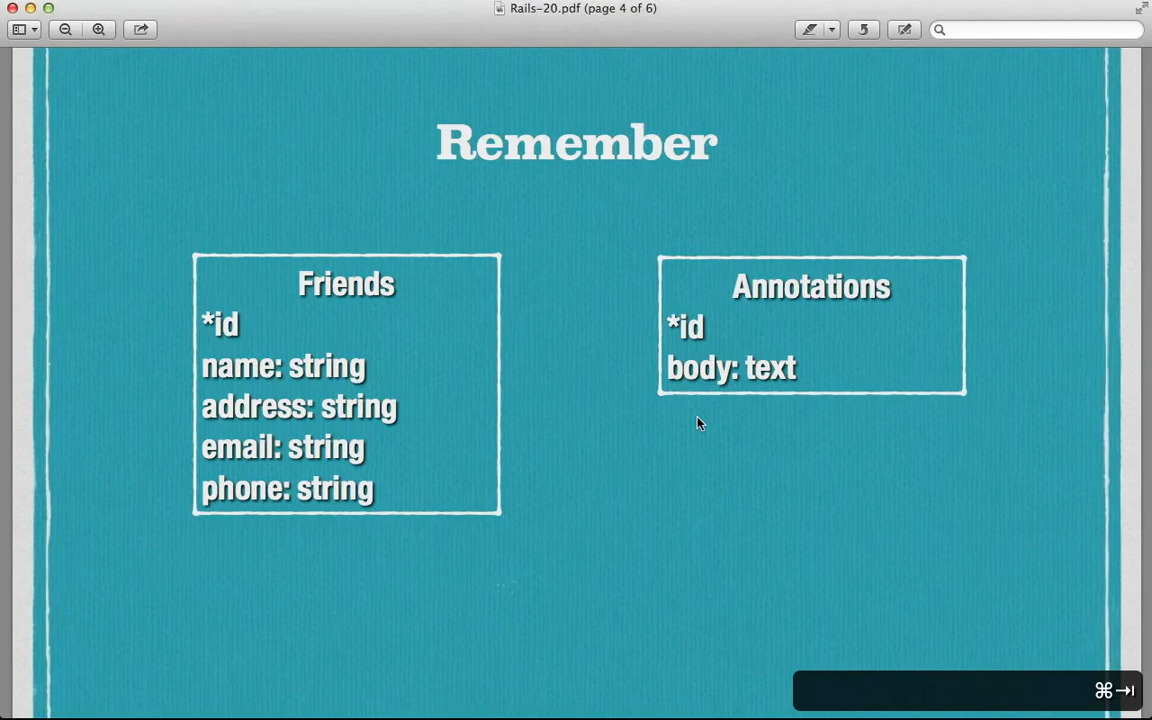 Rails-20.pdf (page 4 of 6)
Remember
Friends
*id
name: string
address: string
email: string
phone: string
Annotations
*id
body: text
⌘⇥